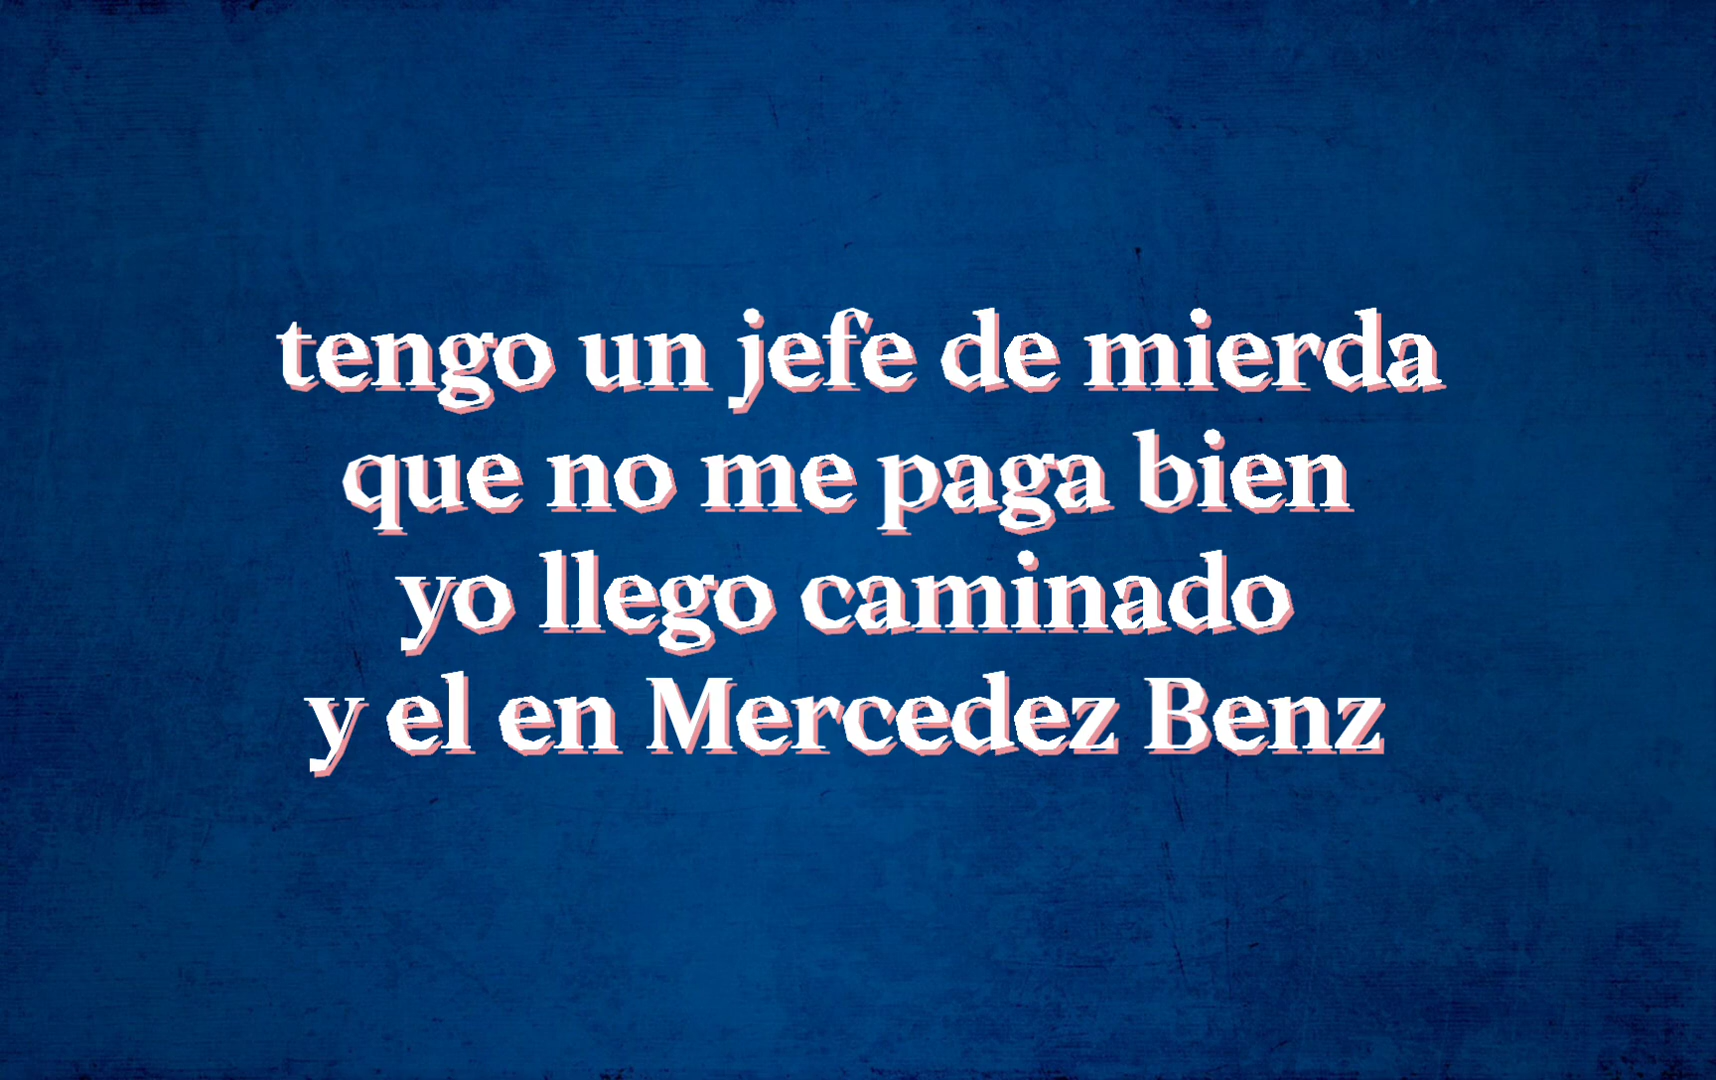 tengo un jefe de mierda
que no me paga bien
yo llego caminado
y el en Mercedez Benz